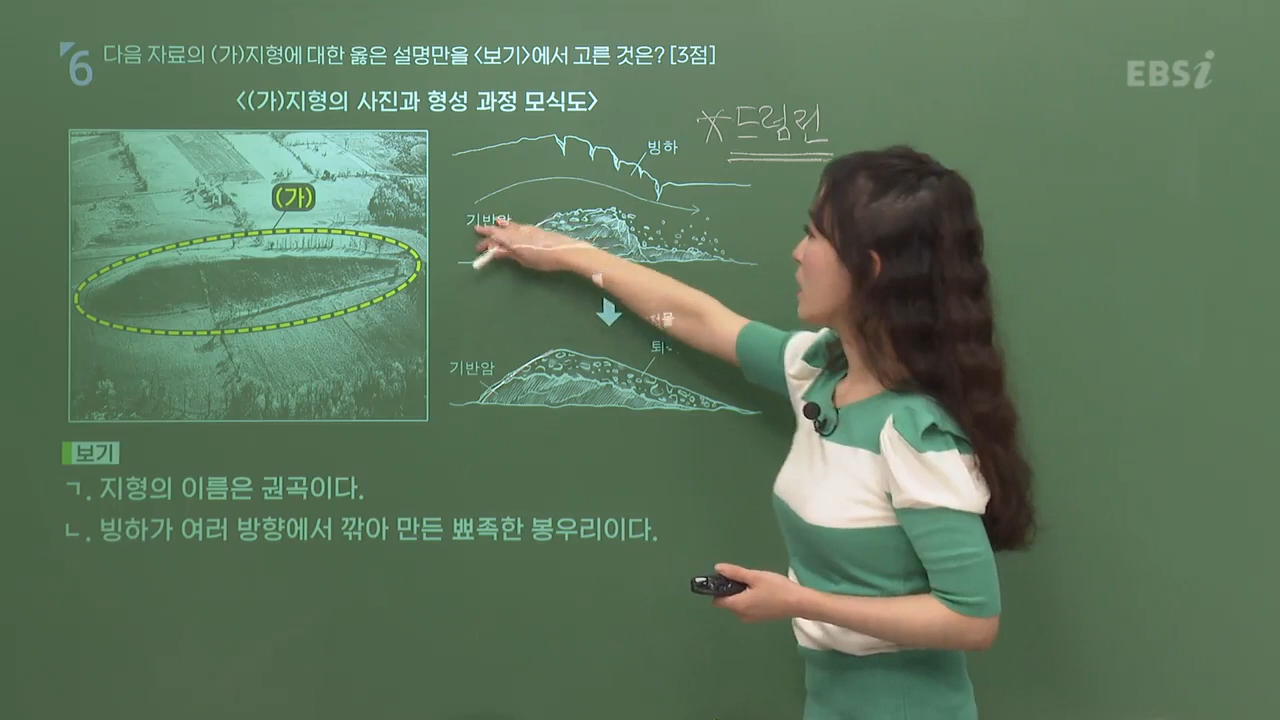 6 다음 자료의 (가)지형에 대한 옳은 설명만을 <보기>에서 고른 것은? [3점]
EBSi
<(가)지형의 사진과 형성 과정 모식도>
*드럼린
빙하
(가)
기반암
기반암
보기
ㄱ. 지형의 이름은 권곡이다.
ㄴ. 빙하가 여러 방향에서 깎아 만든 뾰족한 봉우리이다.